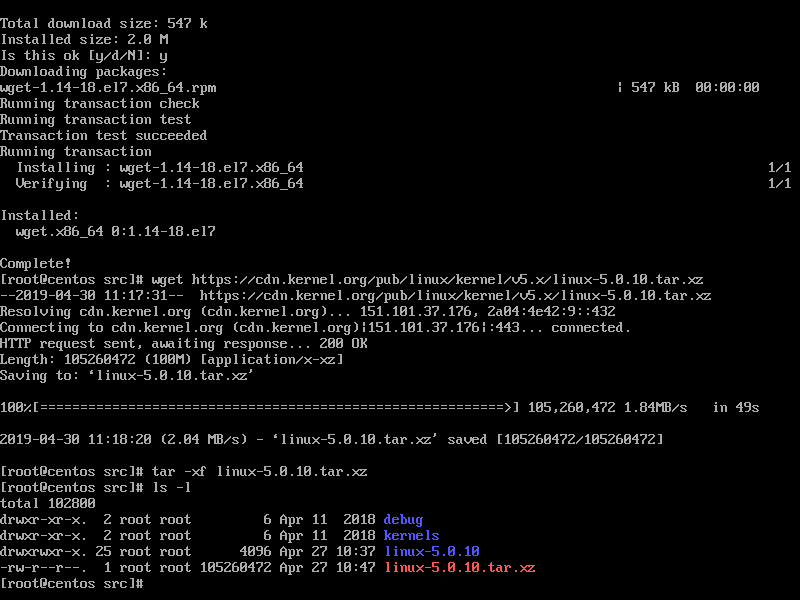 Total download size: 547 k
Installed size: 2.0 M
Is this ok [y/d/N]: y
Downloading packages:
wget-1.14-18.el7.x86_64.rpm | 547 kB 00:00:00
Running transaction check
Running transaction test
Transaction test succeeded
Running transaction
Installing : wget-1.14-18.el7.x86_64 1/1
Verifying : wget-1.14-18.el7.x86_64 1/1
Installed:
wget.x86_64 0:1.14-18.el7
Complete!
[root@centos src]# wget https://cdn.kernel.org/pub/linux/kernel/v5.x/linux-5.0.10.tar.xz
--2019-04-30 11:17:31-- https://cdn.kernel.org/pub/linux/kernel/v5.x/linux-5.0.10.tar.xz
Resolving cdn.kernel.org (cdn.kernel.org)... 151.101.37.176, 2a04:4e42:9::432
Connecting to cdn.kernel.org (cdn.kernel.org)|151.101.37.176|:443... connected.
HTTP request sent, awaiting response... 200 OK
Length: 105260472 (100M) [application/x-xz]
Saving to: ‘linux-5.0.10.tar.xz’
100%[==========================================================>] 105,260,472 1.84MB/s in 49s
2019-04-30 11:18:20 (2.04 MB/s) - ‘linux-5.0.10.tar.xz’ saved [105260472/105260472]
[root@centos src]# tar -xf linux-5.0.10.tar.xz
[root@centos src]# ls -l
total 102800
drwxr-xr-x. 2 root root 6 Apr 11 2018 debug
drwxr-xr-x. 2 root root 6 Apr 11 2018 kernels
drwxrwxr-x. 25 root root 4096 Apr 27 10:37 linux-5.0.10
-rw-r--r--. 1 root root 105260472 Apr 27 10:47 linux-5.0.10.tar.xz
[root@centos src]#